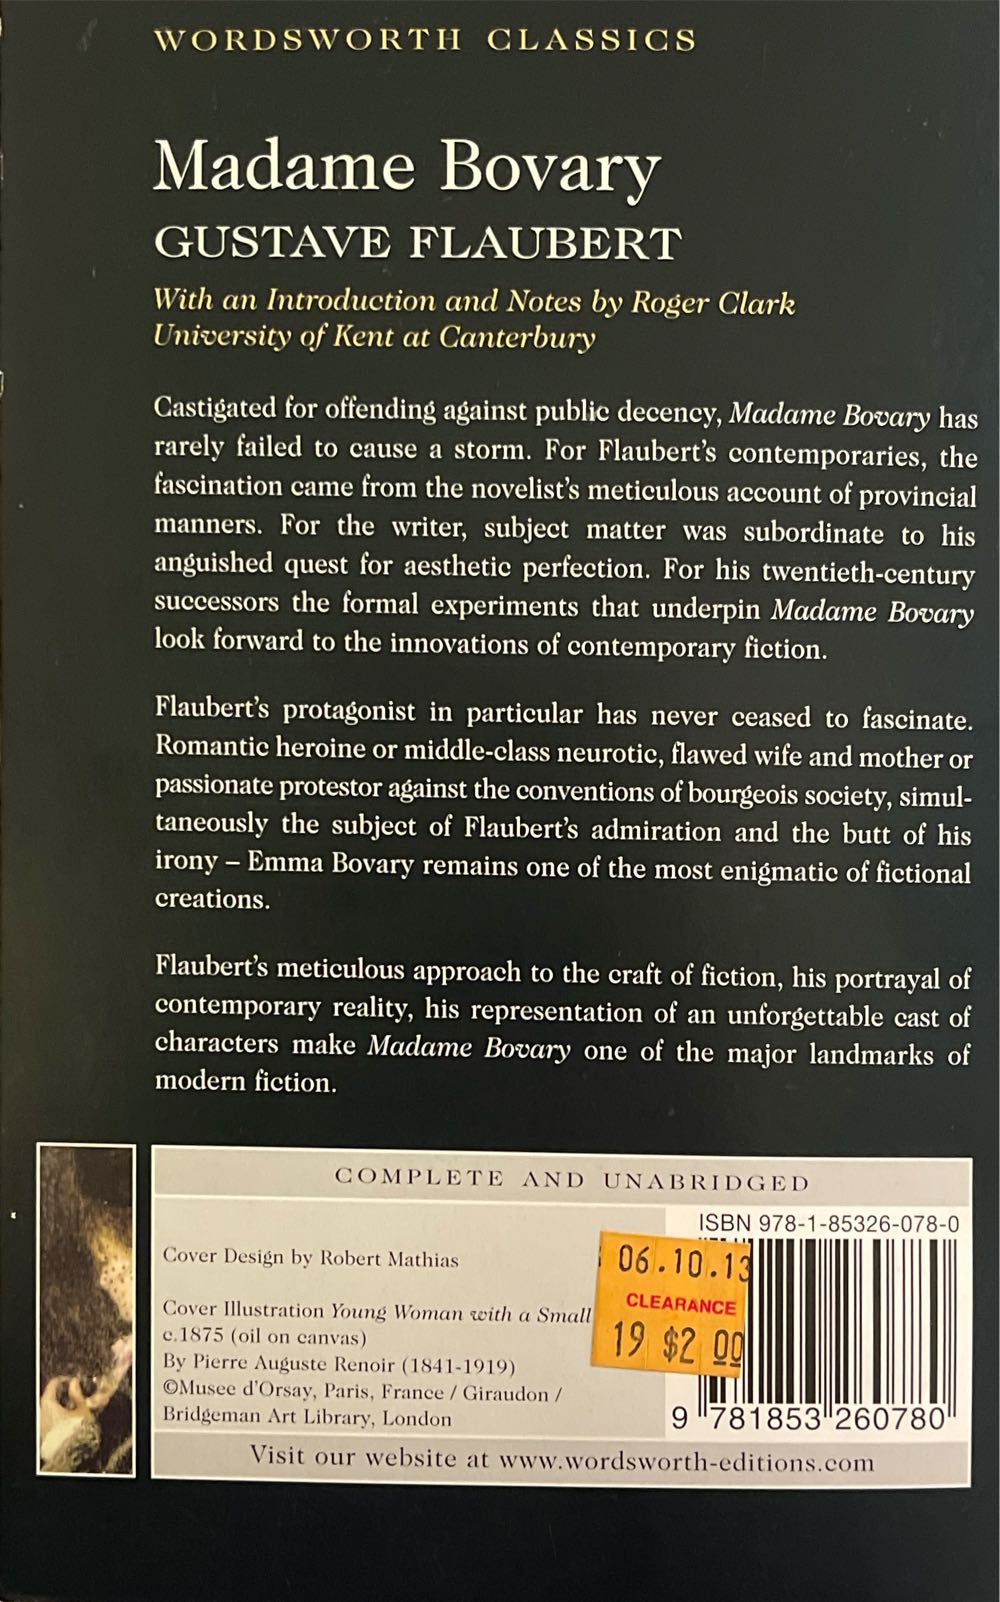 WORDSWORTH CLASSICS
Madame Bovary
GUSTAVE FLAUBERT
With an Introduction and Notes by Roger Clark
University of Kent at Canterbury
Castigated for offending against public decency, Madame Bovary has
rarely failed to cause a storm. For Flaubert's contemporaries, the
fascination came from the novelist's meticulous account of provincial
manners. For the writer, subject matter was subordinate to his
anguished quest for aesthetic perfection. For his twentieth-century
successors the formal experiments that underpin Madame Bovary
look forward to the innovations of contemporary fiction.
Flaubert's protagonist in particular has never ceased to fascinate.
Romantic heroine or middle-class neurotic, flawed wife and mother or
passionate protestor against the conventions of bourgeois society, simul-
taneously the subject of Flaubert's admiration and the butt of his
irony – Emma Bovary remains one of the most enigmatic of fictional
creations.
Flaubert's meticulous approach to the craft of fiction, his portrayal of
contemporary reality, his representation of an unforgettable cast of
characters make Madame Bovary one of the major landmarks of
modern fiction.
COMPLETE AND UNABRIDGED
ISBN 978-1-85326-078-0
Cover Design by Robert Mathias
06.10.13
CLEARANCE
19 $2.00
Cover Illustration Young Woman with a Small
c.1875 (oil on canvas)
By Pierre Auguste Renoir (1841-1919)
©Musee d'Orsay, Paris, France / Giraudon /
Bridgeman Art Library, London
9 781853 260780
Visit our website at www.wordsworth-editions.com